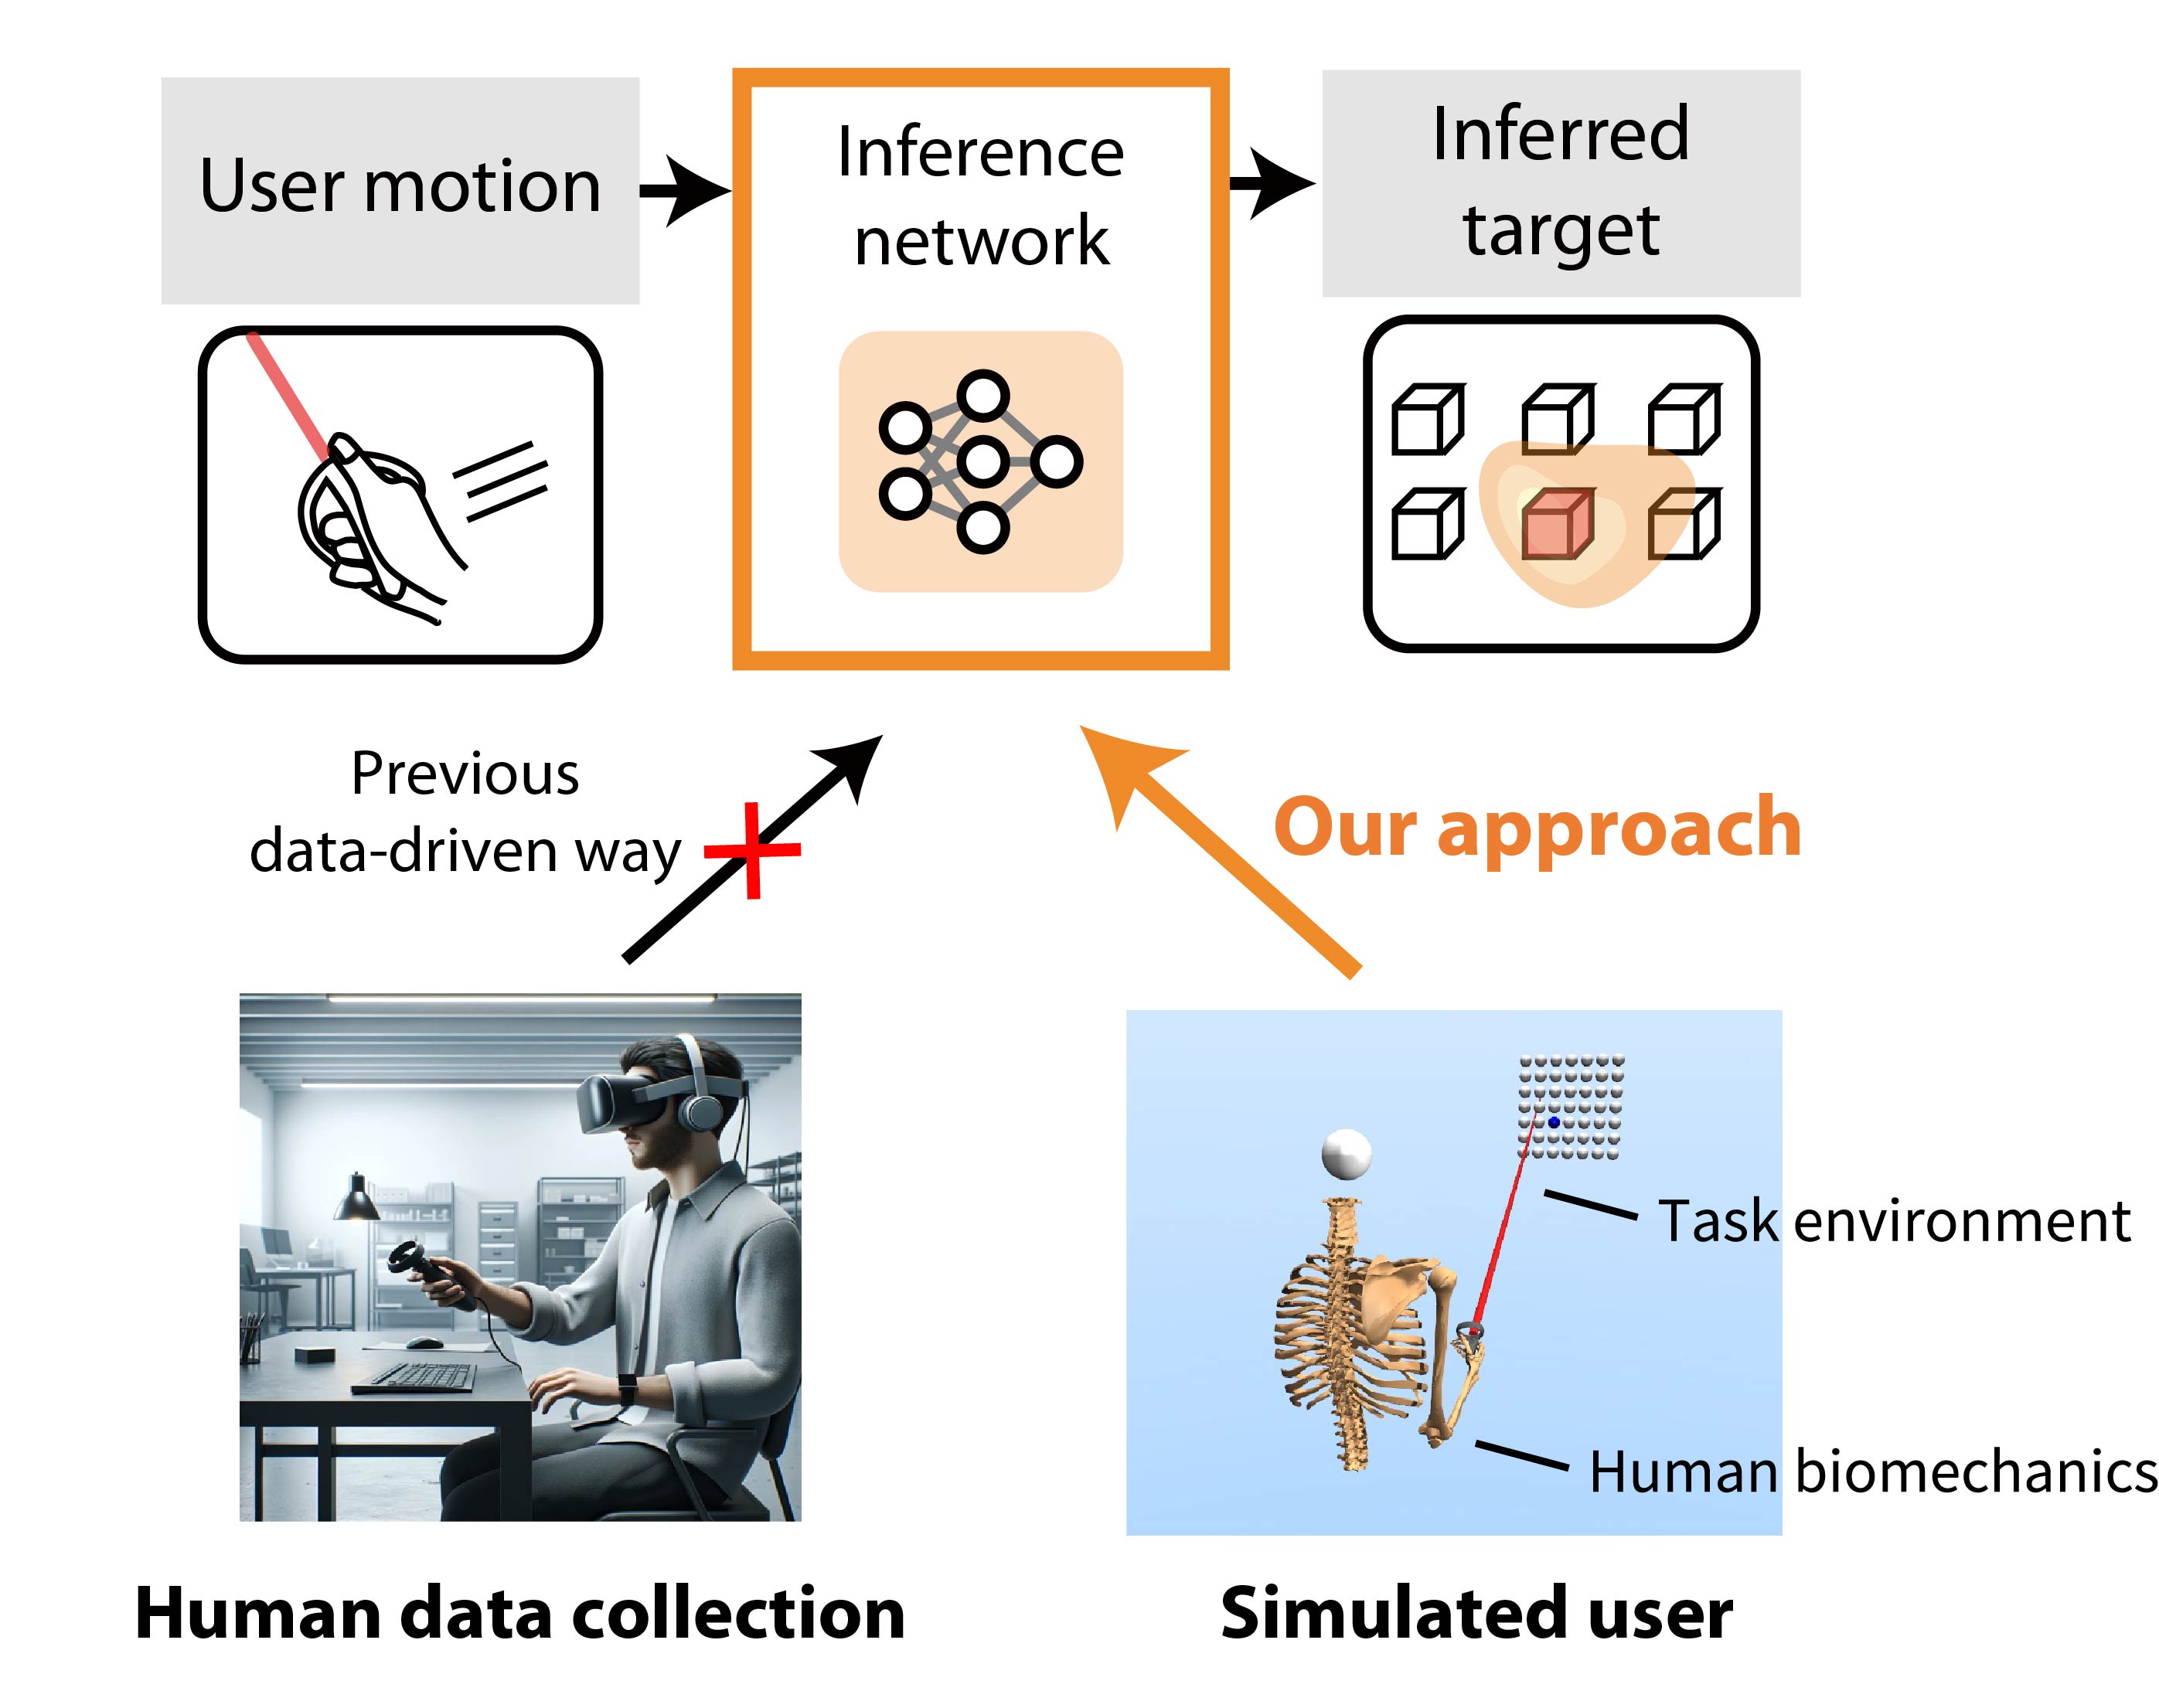 User motion
Inference
network
Inferred
target
Previous
data-driven way
Our approach
Task environment
Human biomechanics
Human data collection
Simulated user